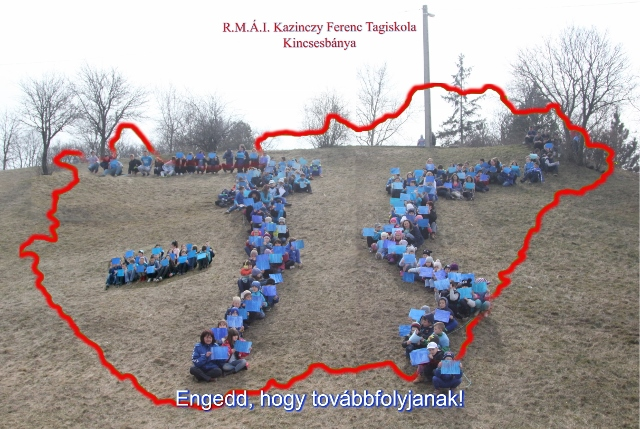 R.M.Á.I. Kazinczy Ferenc Tagiskola
Kincsesbánya
Engedd, hogy továbbfolyjanak!